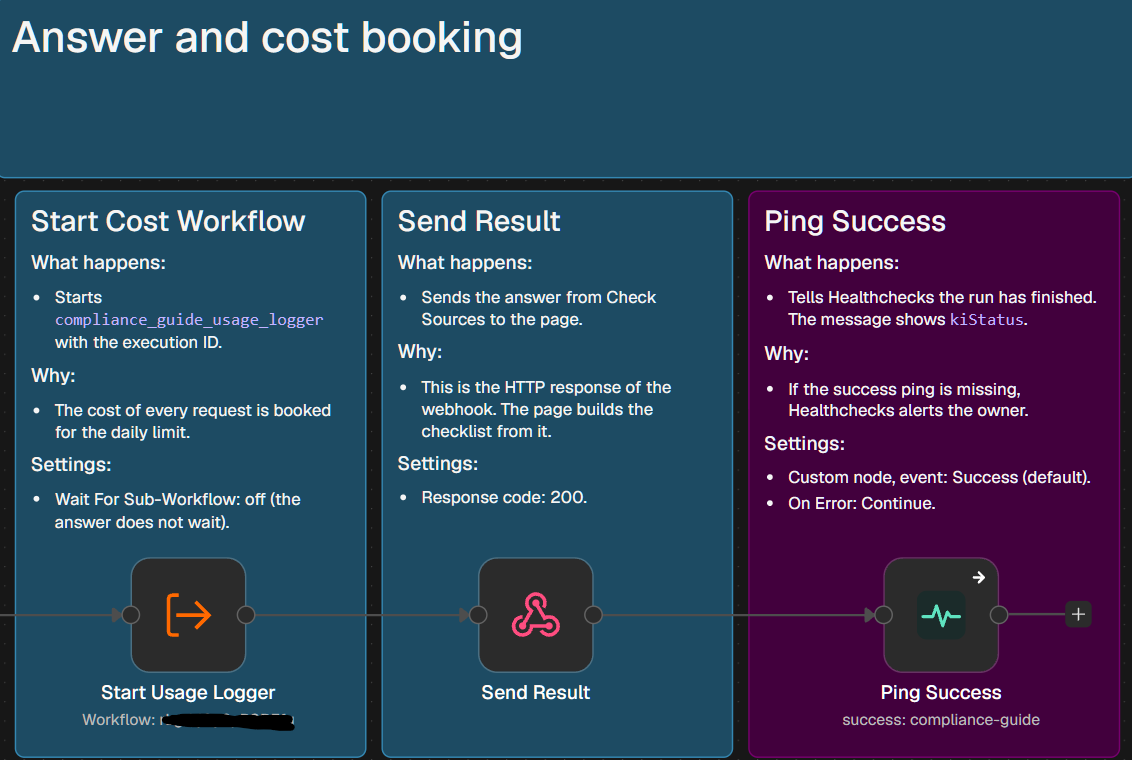 Answer and cost booking
Start Cost Workflow
What happens:
• Starts
compliance_guide_usage_logger
with the execution ID.
Why:
• The cost of every request is booked
for the daily limit.
Settings:
• Wait For Sub-Workflow: off (the
answer does not wait).
Start Usage Logger
Workflow:
Send Result
What happens:
• Sends the answer from Check
Sources to the page.
Why:
• This is the HTTP response of the
webhook. The page builds the
checklist from it.
Settings:
• Response code: 200.
Send Result
Ping Success
What happens:
• Tells Healthchecks the run has finished.
The message shows kiStatus.
Why:
• If the success ping is missing,
Healthchecks alerts the owner.
Settings:
• Custom node, event: Success (default).
• On Error: Continue.
Ping Success
success: compliance-guide